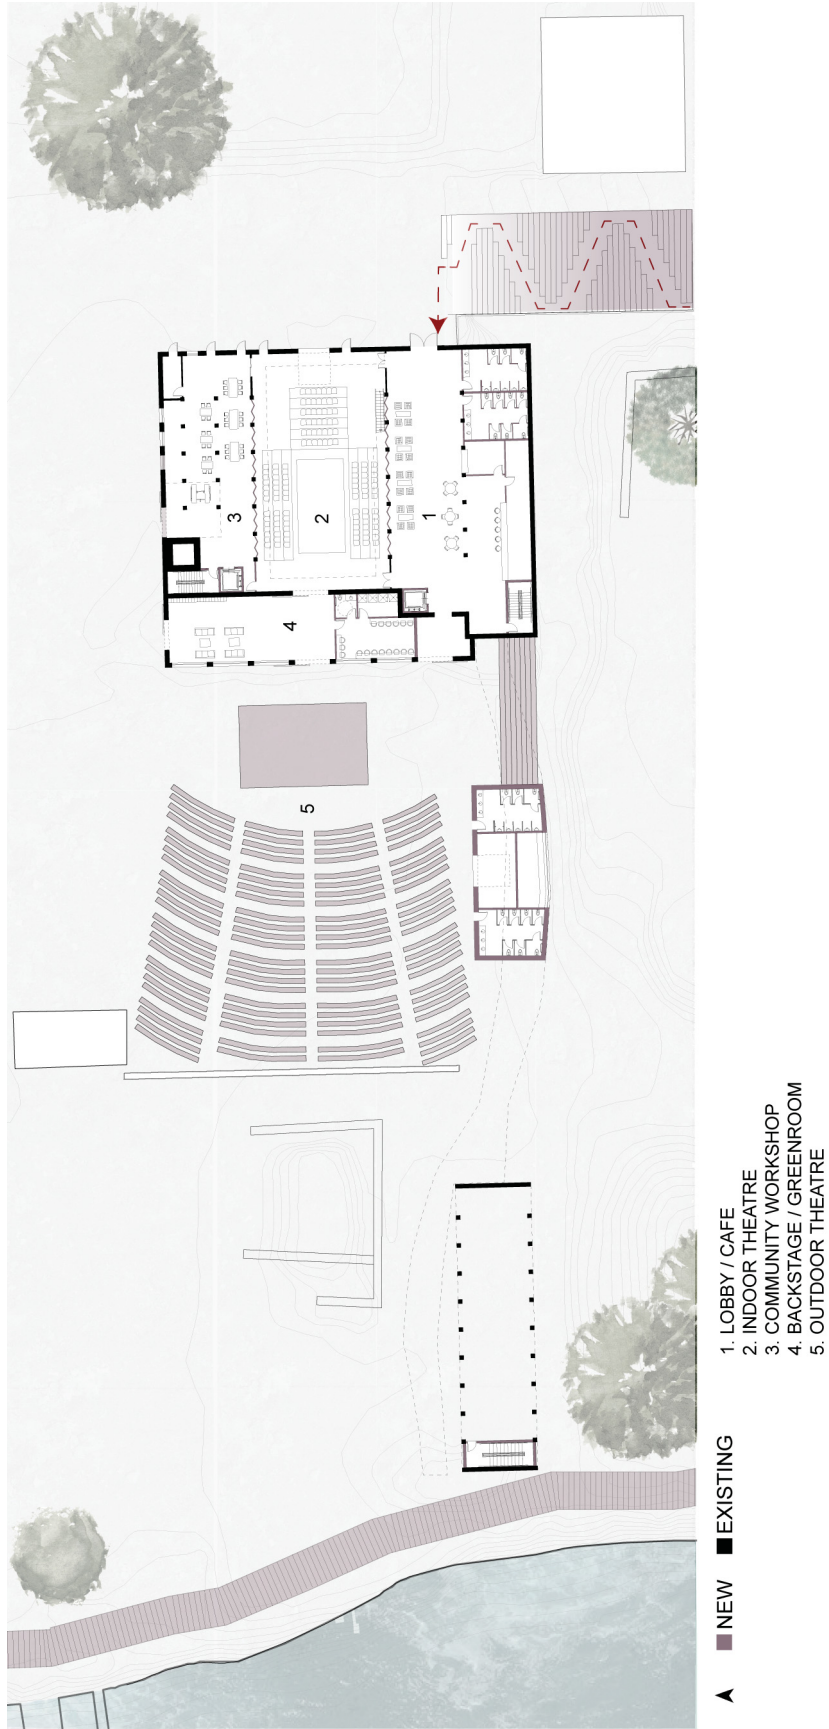 3
2
1
4
5
NEW
EXISTING
1. LOBBY / CAFE
2. INDOOR THEATRE
3. COMMUNITY WORKSHOP
4. BACKSTAGE / GREENROOM
5. OUTDOOR THEATRE